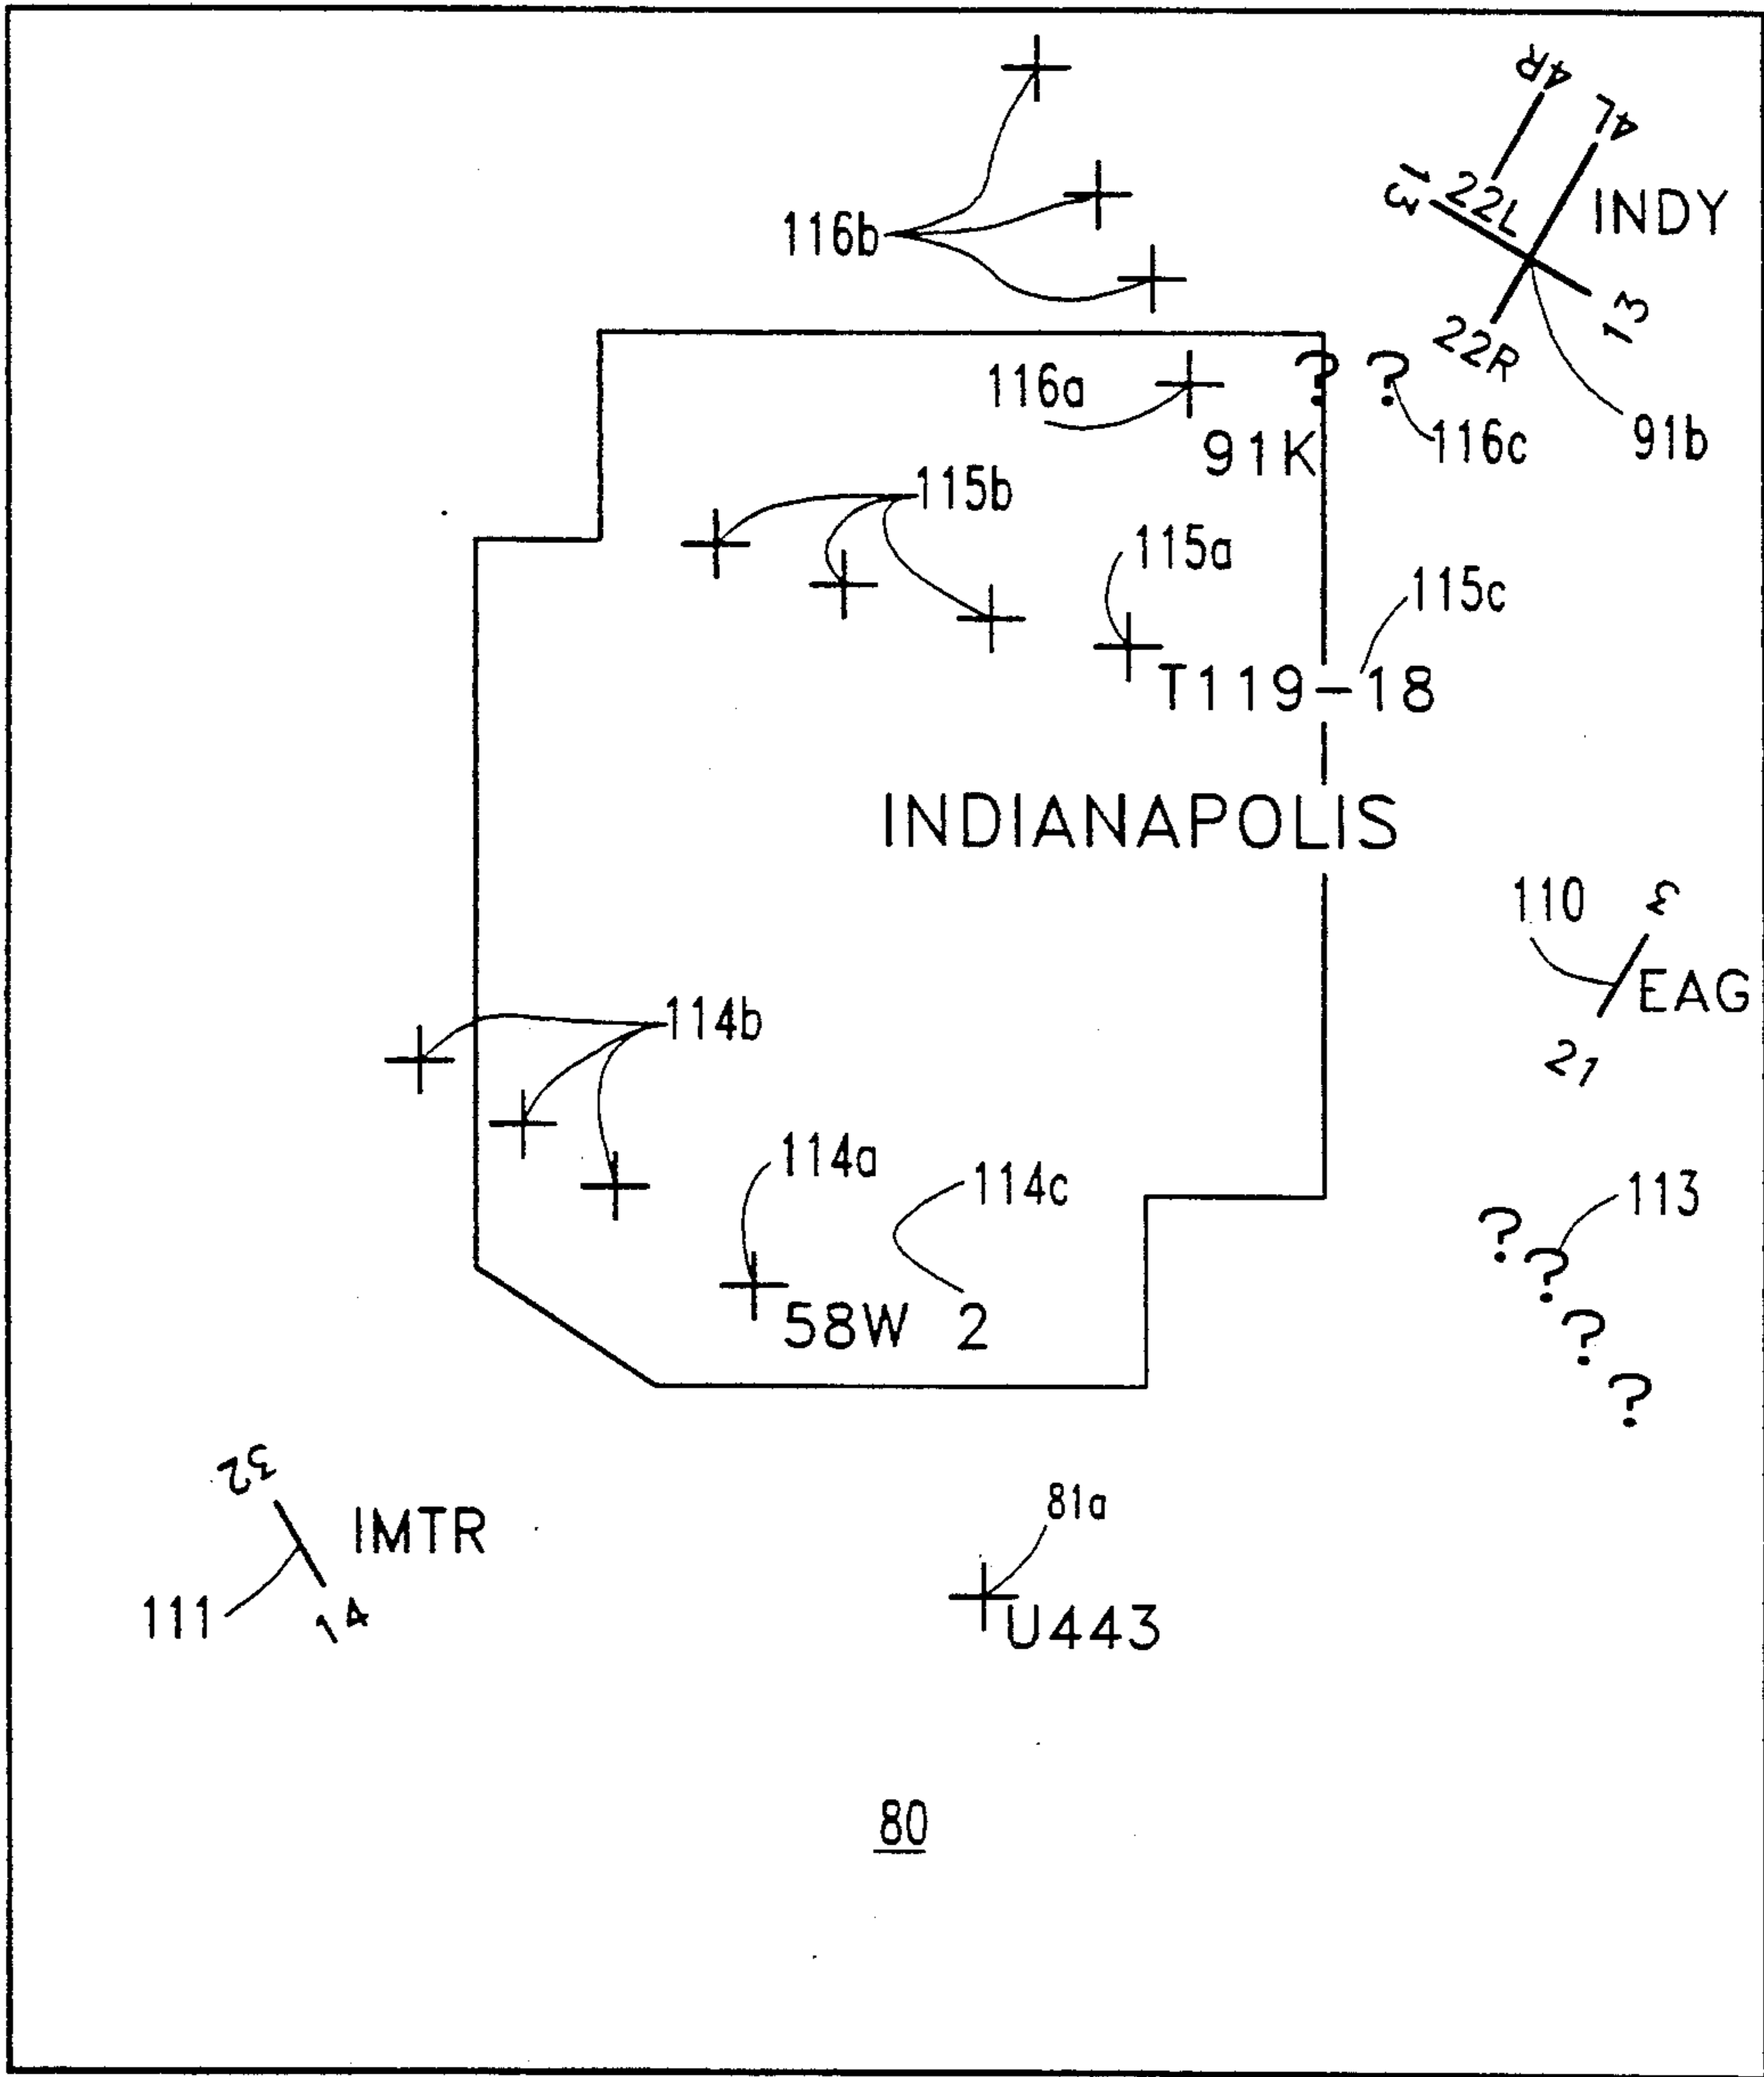 4R
4L
13
22L
INDY
116b
13
22R
116a
? ?
91K
116c
91b
115b
115a
115c
T119-18
INDIANAPOLIS
110
3
EAG
21
114b
114a
114c
113
?
?
?
?
58W 2
32
IMTR
81a
111
14
U443
80